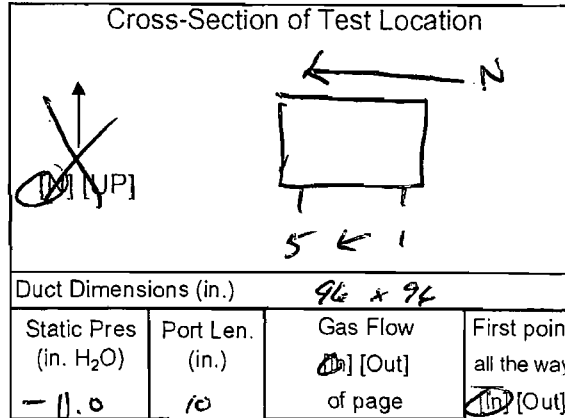 Cross-Section of Test Location
N
[N] [UP]
5 ← 1
Duct Dimensions (in.) 96 x 96
Static Pres Port Len. Gas Flow First poin
(in. H₂O) (in.) [In] [Out] all the way
-11.0 10 of page [In] [Out]